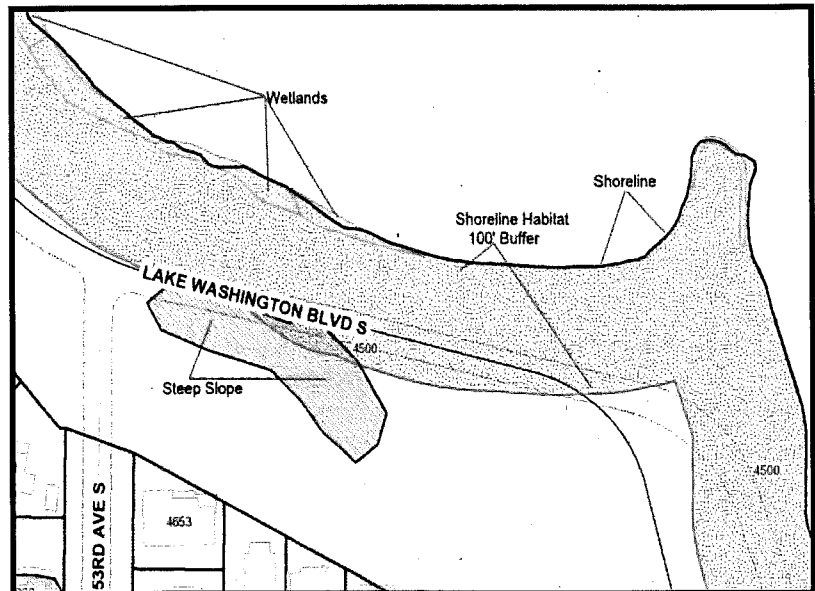 Wetlands
Shoreline
Shoreline Habitat
100' Buffer
LAKE WASHINGTON BLVD S
4500
Steep Slope
4500
4653
53RD AVE S